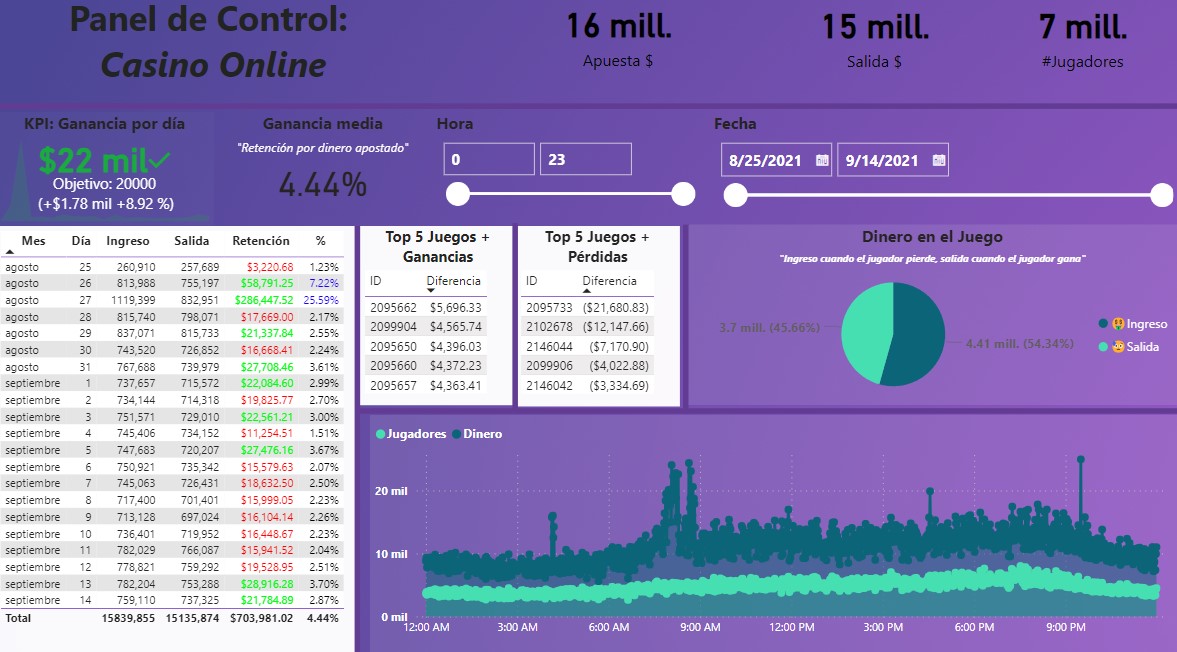 Panel de Control:
Casino Online
16 mill.
Apuesta $
15 mill.
Salida $
7 mill.
#Jugadores
KPI: Ganancia por día
$22 mil✓
Objetivo: 20000
(+$1.78 mil +8.92 %)
Ganancia media
"Retención por dinero apostado"
4.44%
Hora
0 23
Fecha
8/25/2021 9/14/2021
Mes Día Ingreso Salida Retención %
agosto 25 260,910 257,689 $3,220.68 1.23%
agosto 26 813,988 755,197 $58,791.25 7.22%
agosto 27 1119,399 832,951 $286,447.52 25.59%
agosto 28 815,740 798,071 $17,669.00 2.17%
agosto 29 837,071 815,733 $21,337.84 2.55%
agosto 30 743,520 726,852 $16,668.41 2.24%
agosto 31 767,688 739,979 $27,708.46 3.61%
septiembre 1 737,657 715,572 $22,084.60 2.99%
septiembre 2 734,144 714,318 $19,825.77 2.70%
septiembre 3 751,571 729,010 $22,561.21 3.00%
septiembre 4 745,406 734,152 $11,254.51 1.51%
septiembre 5 747,683 720,207 $27,476.16 3.67%
septiembre 6 750,921 735,342 $15,579.63 2.07%
septiembre 7 745,063 726,431 $18,632.50 2.50%
septiembre 8 717,400 701,401 $15,999.05 2.23%
septiembre 9 713,128 697,024 $16,104.14 2.26%
septiembre 10 736,401 719,952 $16,448.67 2.23%
septiembre 11 782,029 766,087 $15,941.52 2.04%
septiembre 12 778,821 759,292 $19,528.95 2.51%
septiembre 13 782,204 753,288 $28,916.28 3.70%
septiembre 14 759,110 737,325 $21,784.89 2.87%
Total 15839,855 15135,874 $703,981.02 4.44%
Top 5 Juegos +
Ganancias
ID Diferencia
2095662 $5,696.33
2099904 $4,565.74
2095650 $4,396.03
2095660 $4,372.23
2095657 $4,363.41
Top 5 Juegos +
Pérdidas
ID Diferencia
2095733 ($21,680.83)
2102678 ($12,147.66)
2146044 ($7,170.90)
2099906 ($4,022.88)
2146042 ($3,334.69)
Dinero en el Juego
"Ingreso cuando el jugador pierde, salida cuando el jugador gana"
3.7 mill. (45.66%)
4.41 mill. (54.34%)
Ingreso
Salida
Jugadores Dinero
20 mil
10 mil
0 mil
12:00 AM 3:00 AM 6:00 AM 9:00 AM 12:00 PM 3:00 PM 6:00 PM 9:00 PM